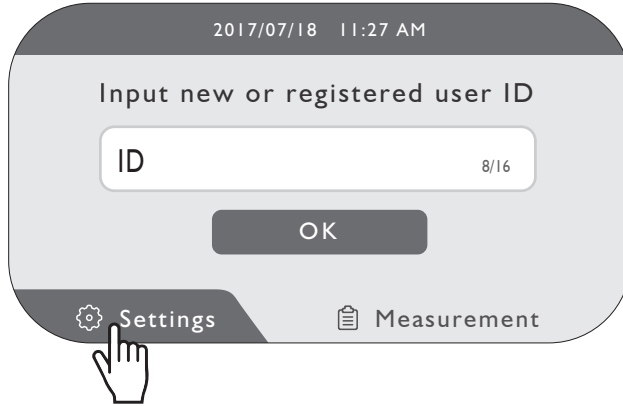 2017/07/18 11:27 AM
Input new or registered user ID
ID 8/16
OK
Settings Measurement